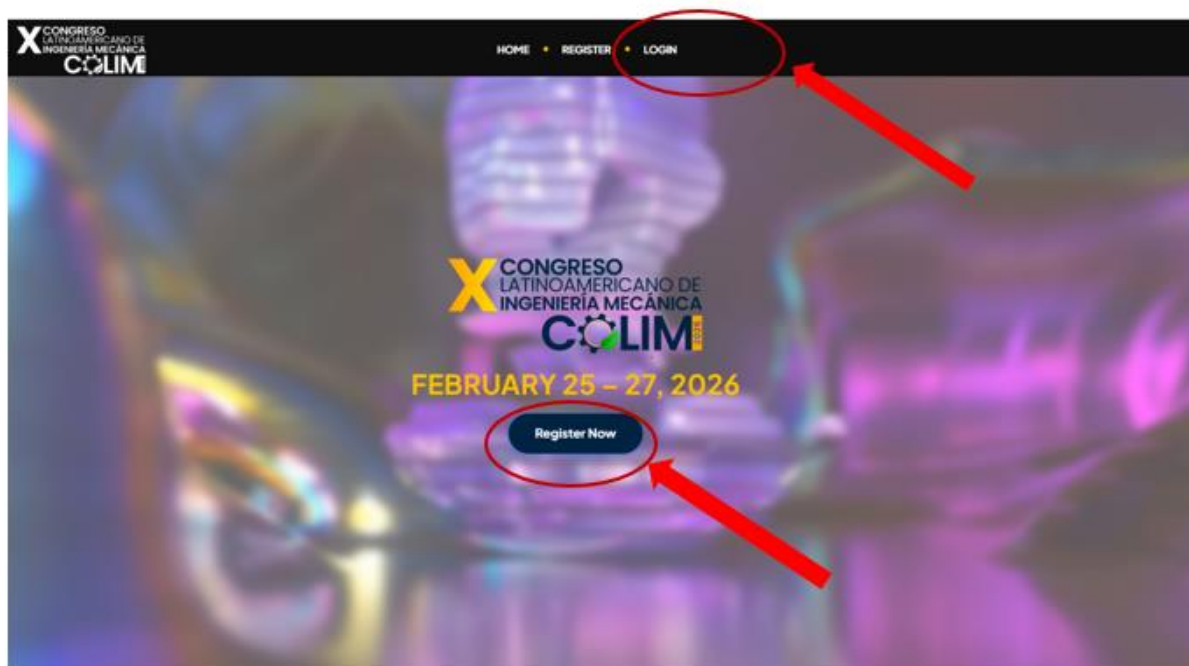 X CONGRESO
LATINOAMERICANO DE
INGENIERÍA MECÁNICA
COLIM
HOME • REGISTER • LOGIN
X CONGRESO
LATINOAMERICANO DE
INGENIERÍA MECÁNICA
COLIM 2026
FEBRUARY 25 – 27, 2026
Register Now